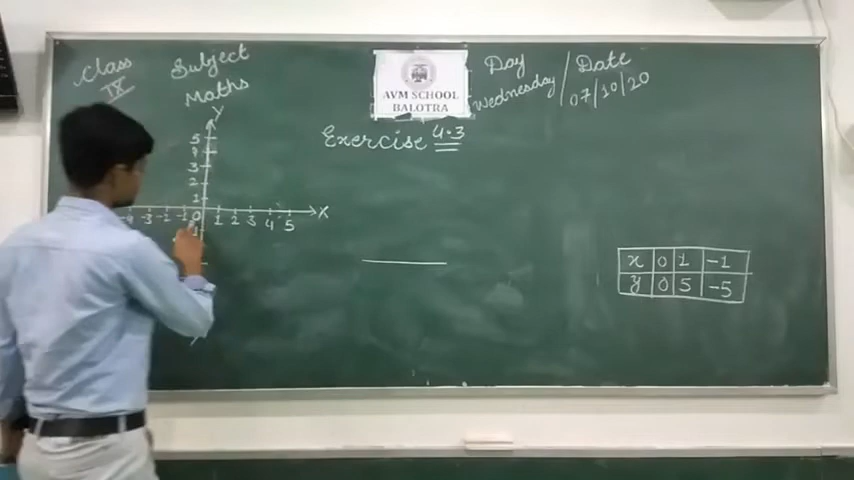 Class
IX
Subject
Maths
AVM SCHOOL
BALOTRA
Day
Wednesday
Date
07/10/20
Exercise 4.3
Y
5
4
3
2
1
-3 -2 -1 0 1 2 3 4 5 X
x 0 1 -1
y 0 5 -5